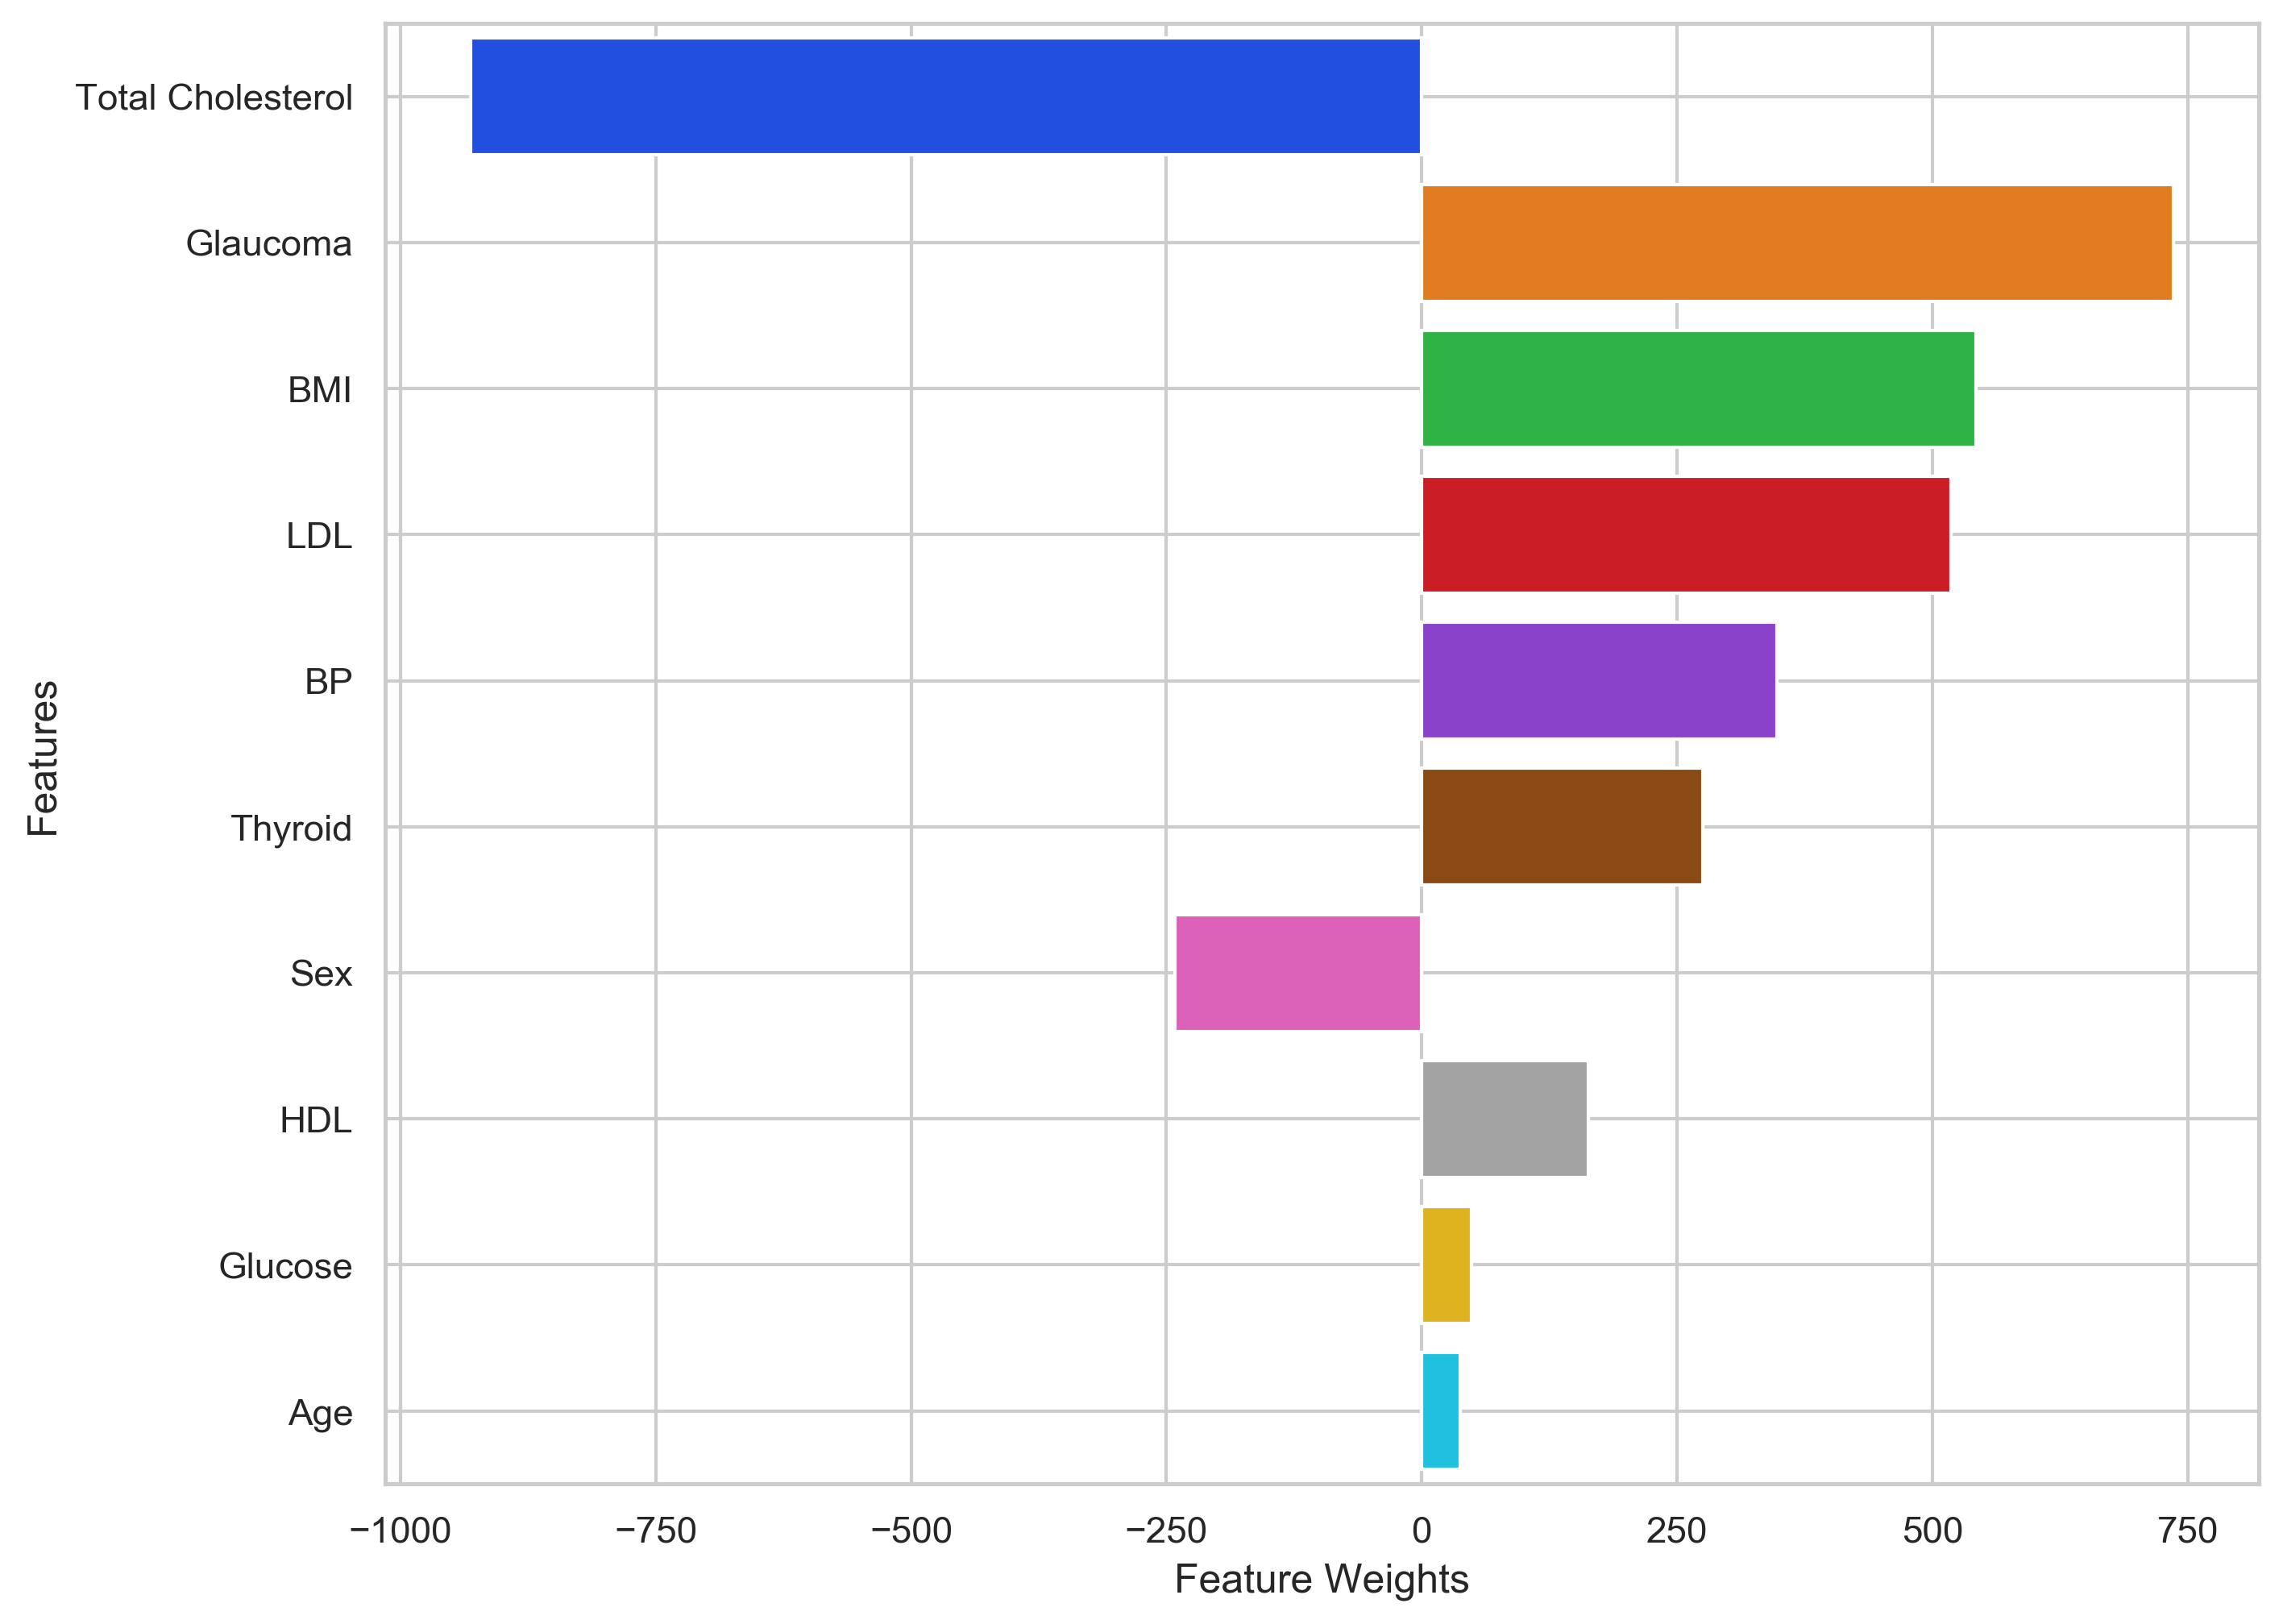 Features
Total Cholesterol
Glaucoma
BMI
LDL
BP
Thyroid
Sex
HDL
Glucose
Age
−1000 −750 −500 −250 0 250 500 750
Feature Weights